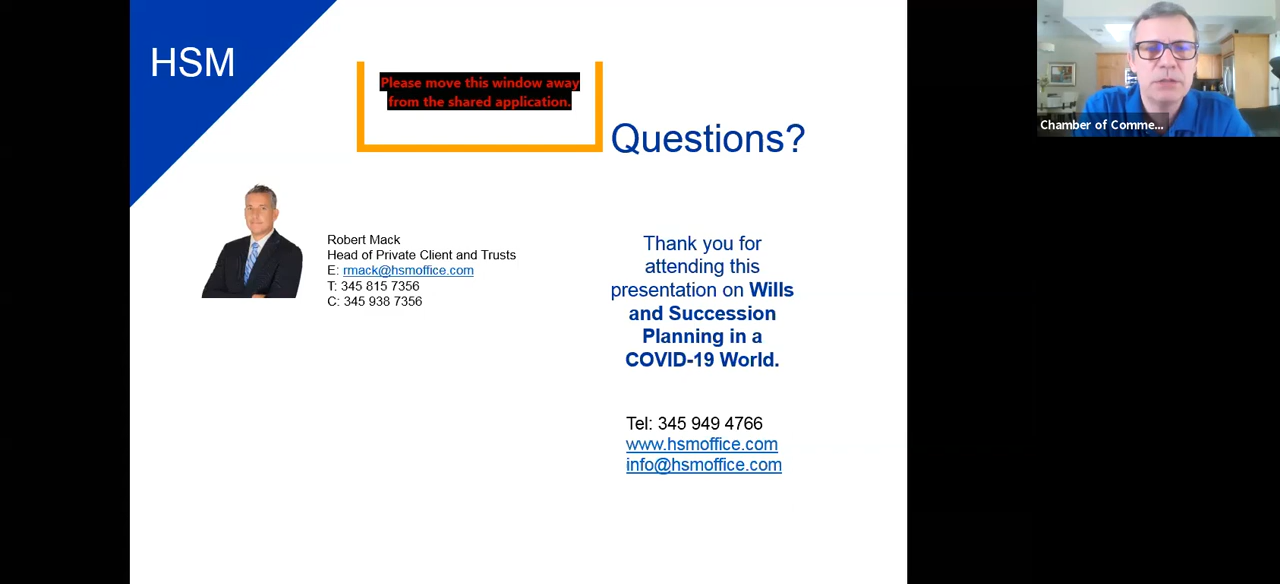 HSM
Please move this window away
from the shared application.
Questions?
Robert Mack
Head of Private Client and Trusts
E: rmack@hsmoffice.com
T: 345 815 7356
C: 345 938 7356
Thank you for
attending this
presentation on Wills
and Succession
Planning in a
COVID-19 World.
Tel: 345 949 4766
www.hsmoffice.com
info@hsmoffice.com
Chamber of Comme...